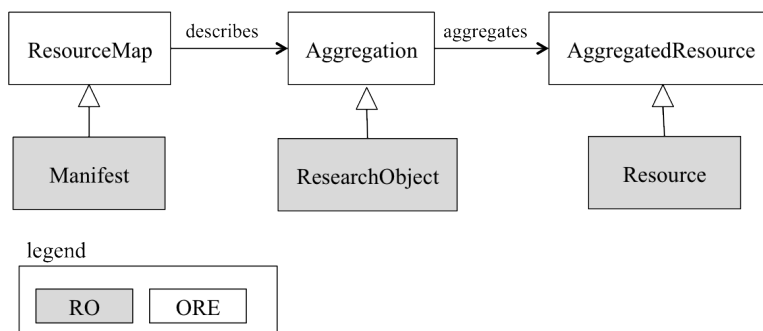 describes
aggregates
ResourceMap
Aggregation
AggregatedResource
Manifest
ResearchObject
Resource
legend
RO
ORE